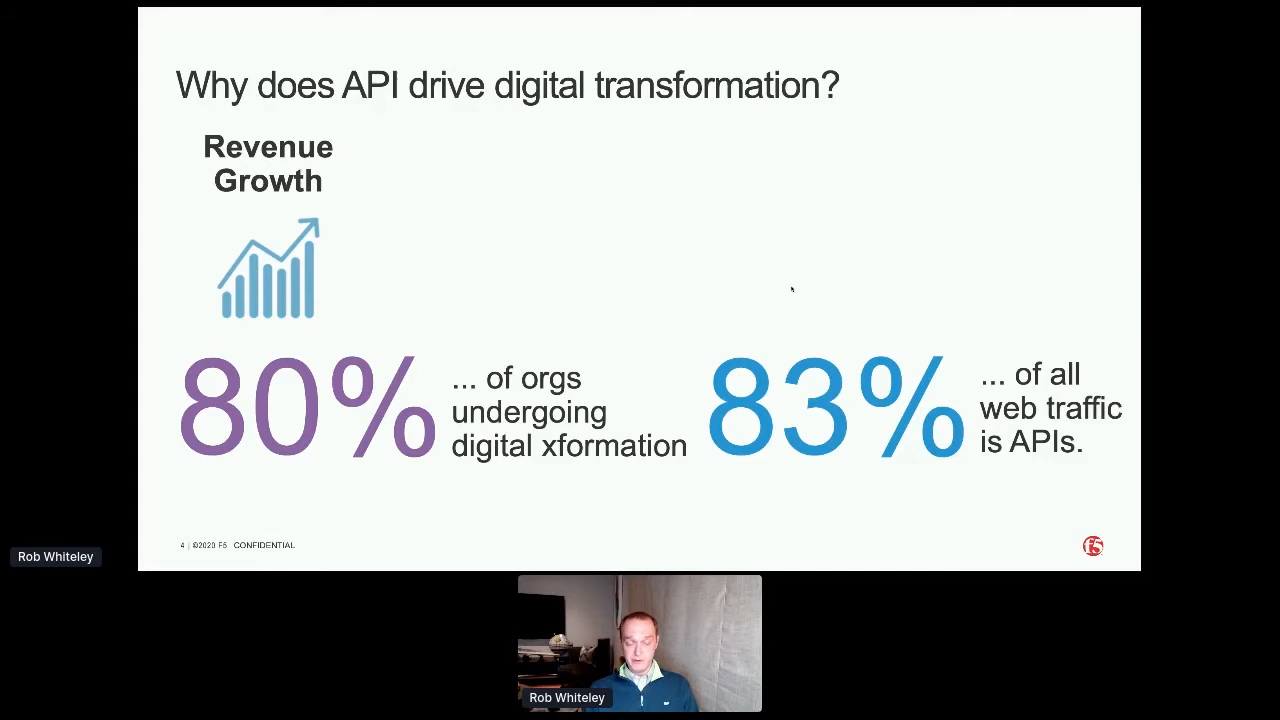 Why does API drive digital transformation?
Revenue
Growth
80%
... of orgs
undergoing
digital xformation
83%
... of all
web traffic
is APIs.
4 | ©2020 F5 CONFIDENTIAL
f5
Rob Whiteley
Rob Whiteley